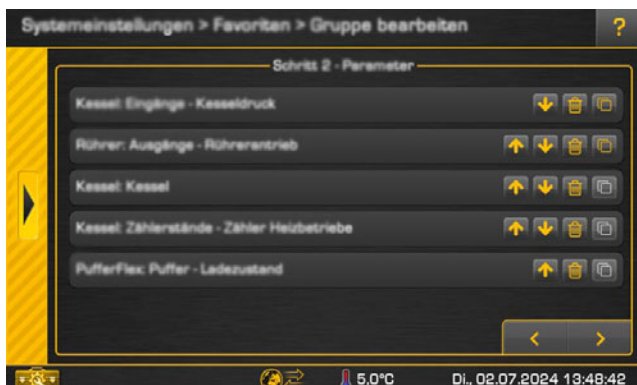 Systemeinstellungen > Favoriten > Gruppe bearbeiten ?
Schritt 2 - Parameter
Kessel: Eingänge - Kesseldruck
Rührer: Ausgänge - Rührerantrieb
Kessel: Kessel
Kessel: Zählerstände - Zähler Heizbetriebe
PufferFlex: Puffer - Ladezustand
5,0°C Di., 02.07.2024 13:48:42